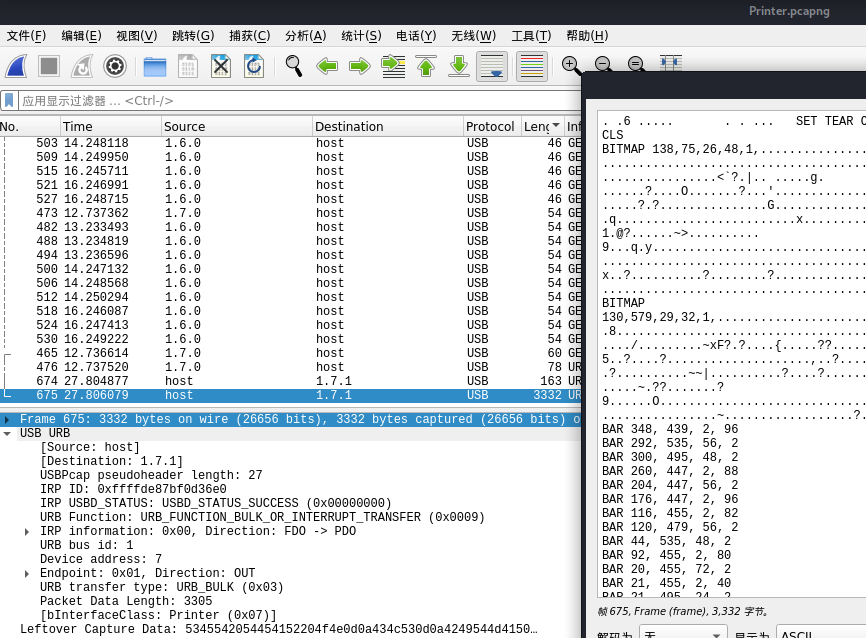 Printer.pcapng
文件(F) 编辑(E) 视图(V) 跳转(G) 捕获(C) 分析(A) 统计(S) 电话(Y) 无线(W) 工具(T) 帮助(H)
应用显示过滤器 … <Ctrl-/>
No. Time Source Destination Protocol Leng Inf
503 14.248118 1.6.0 host USB 46 GE
509 14.249950 1.6.0 host USB 46 GE
515 16.245711 1.6.0 host USB 46 GE
521 16.246991 1.6.0 host USB 46 GE
527 16.248715 1.6.0 host USB 46 GE
473 12.737362 1.7.0 host USB 54 GE
482 13.233493 1.6.0 host USB 54 GE
488 13.234819 1.6.0 host USB 54 GE
494 13.236596 1.6.0 host USB 54 GE
500 14.247132 1.6.0 host USB 54 GE
506 14.248568 1.6.0 host USB 54 GE
512 14.250294 1.6.0 host USB 54 GE
518 16.246087 1.6.0 host USB 54 GE
524 16.247413 1.6.0 host USB 54 GE
530 16.249222 1.6.0 host USB 54 GE
465 12.736614 1.7.0 host USB 60 GE
476 12.737520 1.7.0 host USB 78 UR
674 27.804877 host 1.7.1 USB 163 UR
675 27.806079 host 1.7.1 USB 3332 UR
Frame 675: 3332 bytes on wire (26656 bits), 3332 bytes captured (26656 bits) o
USB URB
[Source: host]
[Destination: 1.7.1]
USBPcap pseudoheader length: 27
IRP ID: 0xffffde87bf0d36e0
IRP USBD_STATUS: USBD_STATUS_SUCCESS (0x00000000)
URB Function: URB_FUNCTION_BULK_OR_INTERRUPT_TRANSFER (0x0009)
IRP information: 0x00, Direction: FDO -> PDO
URB bus id: 1
Device address: 7
Endpoint: 0x01, Direction: OUT
URB transfer type: URB_BULK (0x03)
Packet Data Length: 3305
[bInterfaceClass: Printer (0x07)]
Leftover Capture Data: 5345542054454152204f4e0d0a434c530d0a4249544d4150…
. .6 ..... . . ... SET TEAR O
CLS
BITMAP 138,75,26,48,1,...............
.....................................
................<`?.|.. .....g.
......?....O.......?...'.............
.....?.?...............G.............
.q.........................x.........
1.@?......~>..........
9...q.y..............................
.....................................
x..?..........?........?.............
.....................................
BITMAP
130,579,29,32,1,.....................
.8...................................
..../.........~xF?.?....{.....??.....
5..?....?....................,..?....
.?..........~~|..........?....?......
.....~.??.......?
9......O.............................
................~..................?.
BAR 348, 439, 2, 96
BAR 292, 535, 56, 2
BAR 300, 495, 48, 2
BAR 260, 447, 2, 88
BAR 204, 447, 56, 2
BAR 176, 447, 2, 96
BAR 116, 455, 2, 82
BAR 120, 479, 56, 2
BAR 44, 535, 48, 2
BAR 92, 455, 2, 80
BAR 20, 455, 72, 2
BAR 21, 455, 2, 40
BAR 21, 495, 24, 2
帧 675, Frame (frame), 3,332 字节。
解码为 无 显示为 ASCII